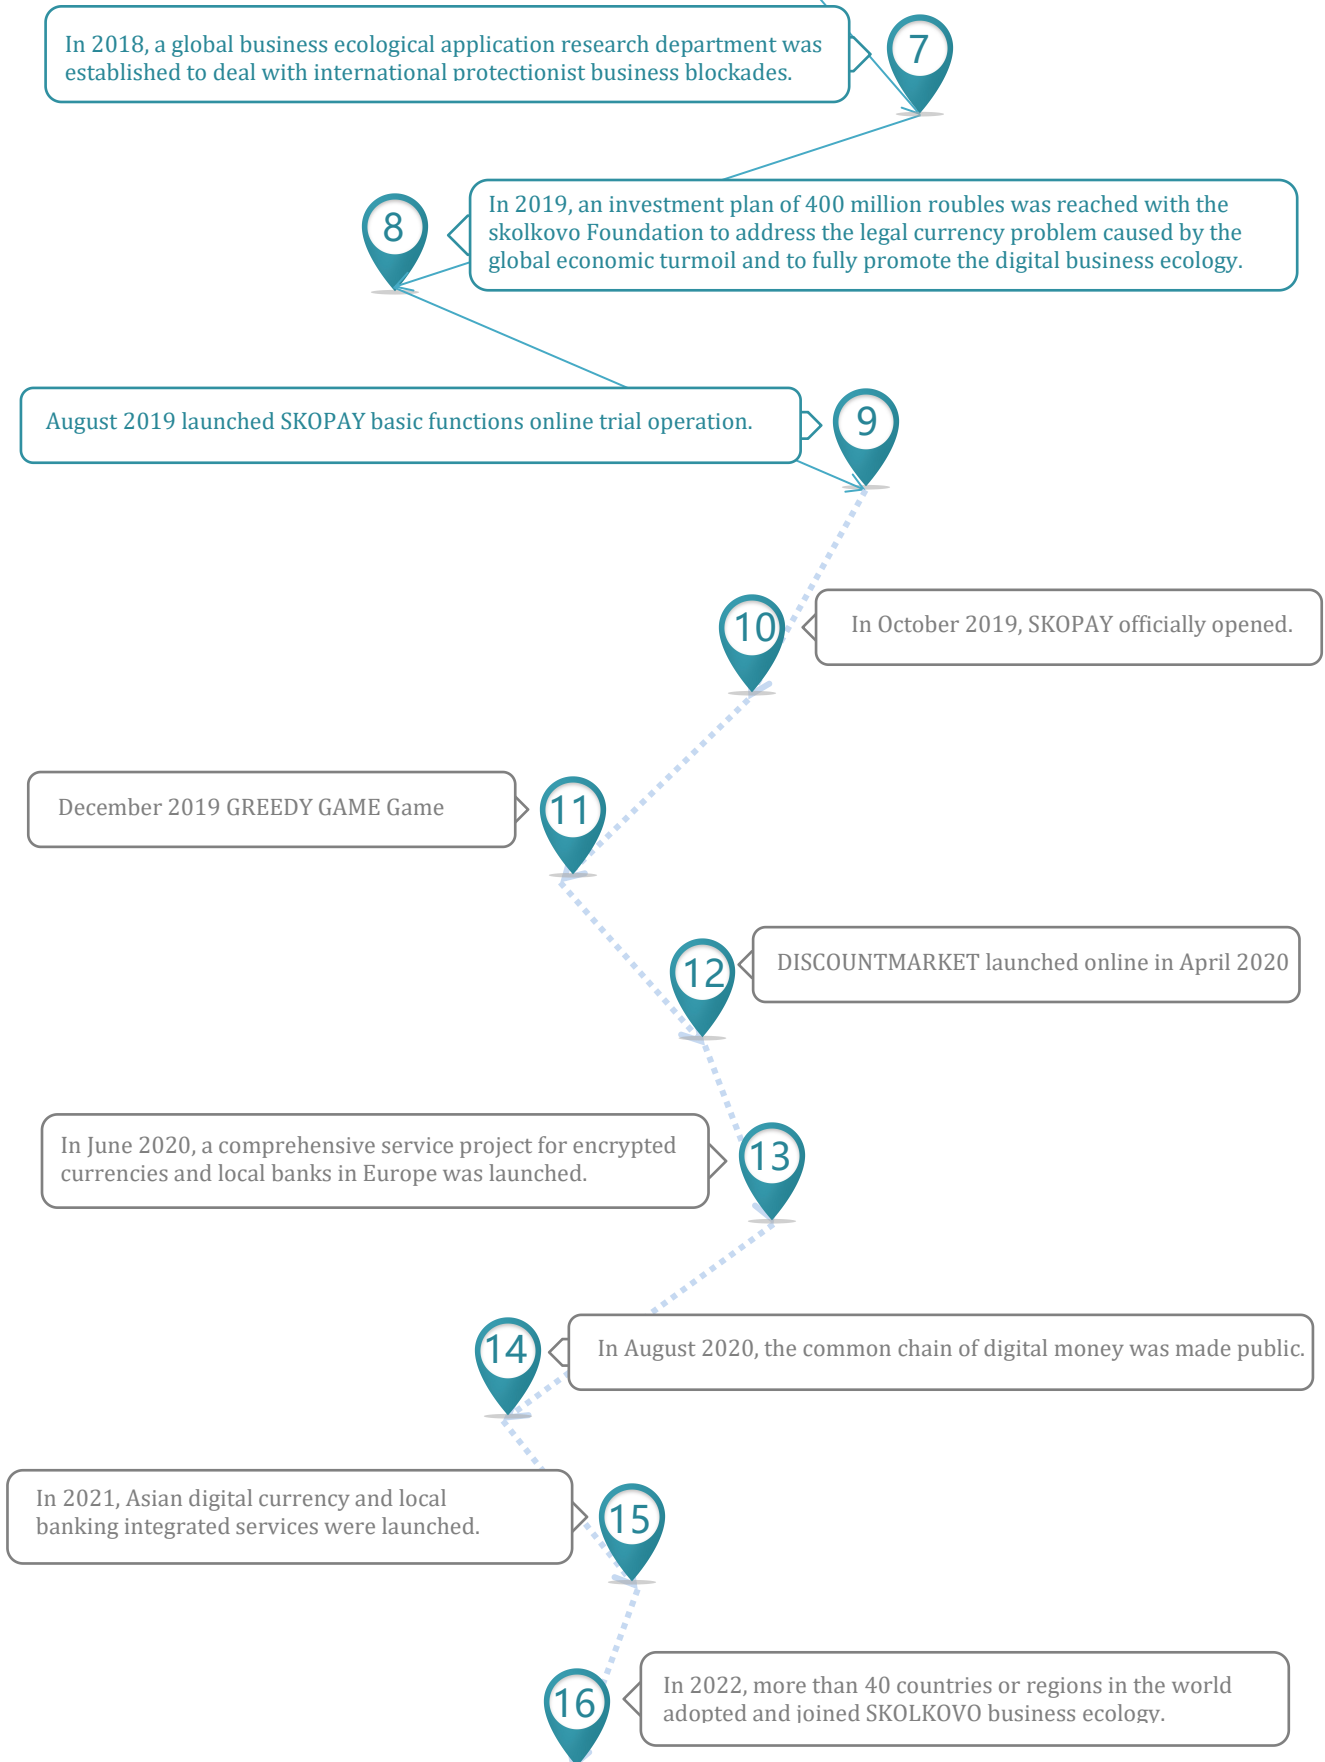 In 2018, a global business ecological application research department was
established to deal with international protectionist business blockades.
7
8
In 2019, an investment plan of 400 million roubles was reached with the
skolkovo Foundation to address the legal currency problem caused by the
global economic turmoil and to fully promote the digital business ecology.
August 2019 launched SKOPAY basic functions online trial operation.
9
10
In October 2019, SKOPAY officially opened.
December 2019 GREEDY GAME Game
11
12
DISCOUNTMARKET launched online in April 2020
In June 2020, a comprehensive service project for encrypted
currencies and local banks in Europe was launched.
13
14
In August 2020, the common chain of digital money was made public.
In 2021, Asian digital currency and local
banking integrated services were launched.
15
16
In 2022, more than 40 countries or regions in the world
adopted and joined SKOLKOVO business ecology.